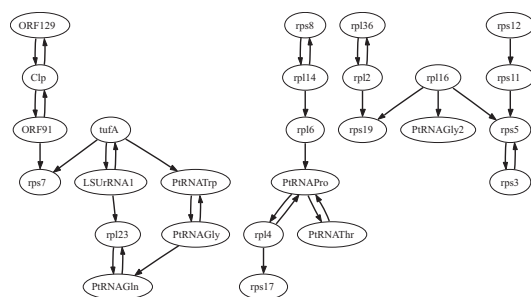 ORF129 rps8 rpl36 rps12
Clp rpl14 rpl2 rpl16 rps11
ORF91 tufA rpl6 rps19 PtRNAGly2 rps5
rps7 LSUrRNA1 PtRNATrp PtRNAPro rps3
rpl23 PtRNAGly rpl4 PtRNAThr
PtRNAGln rps17